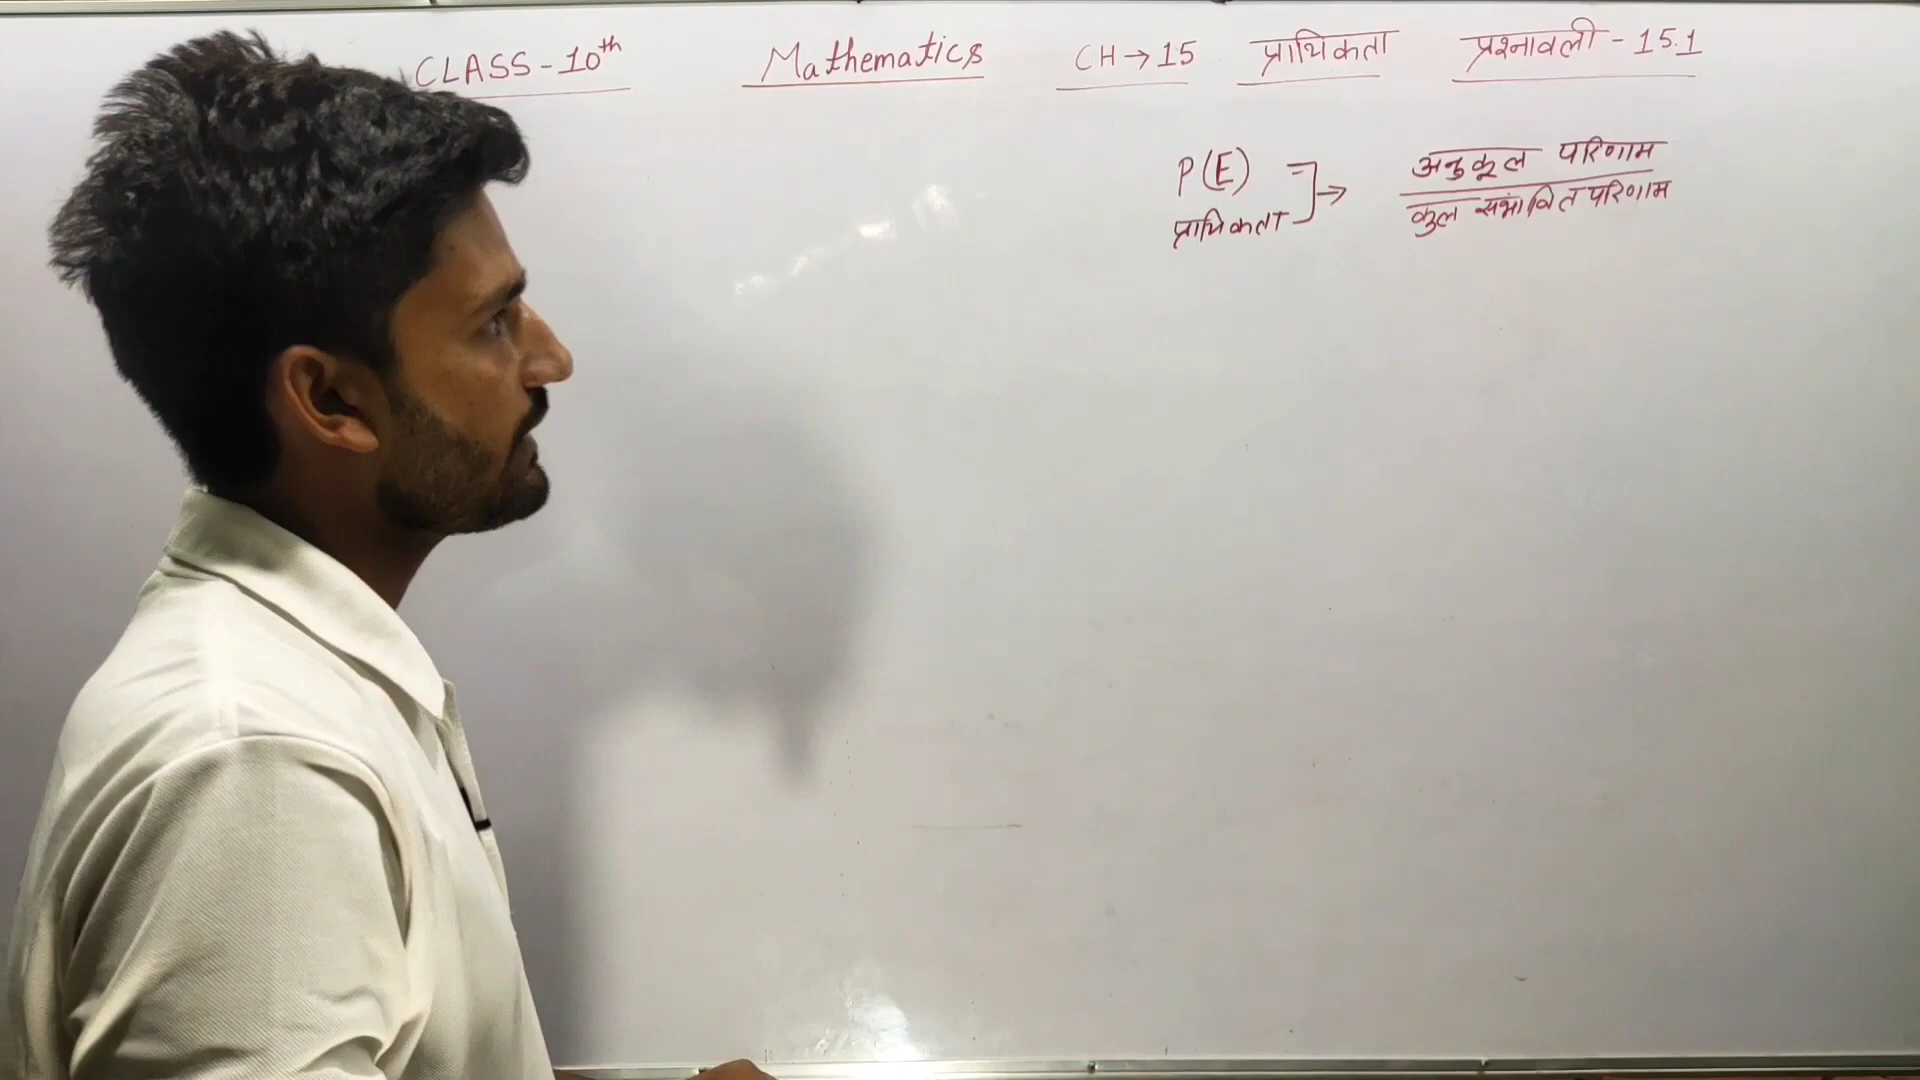 CLASS - 10th Mathematics CH → 15 प्राथिकता प्रश्नावली - 15.1
P(E) = ] → अनुकूल परिणाम
प्राथिकता कुल संभावित परिणाम